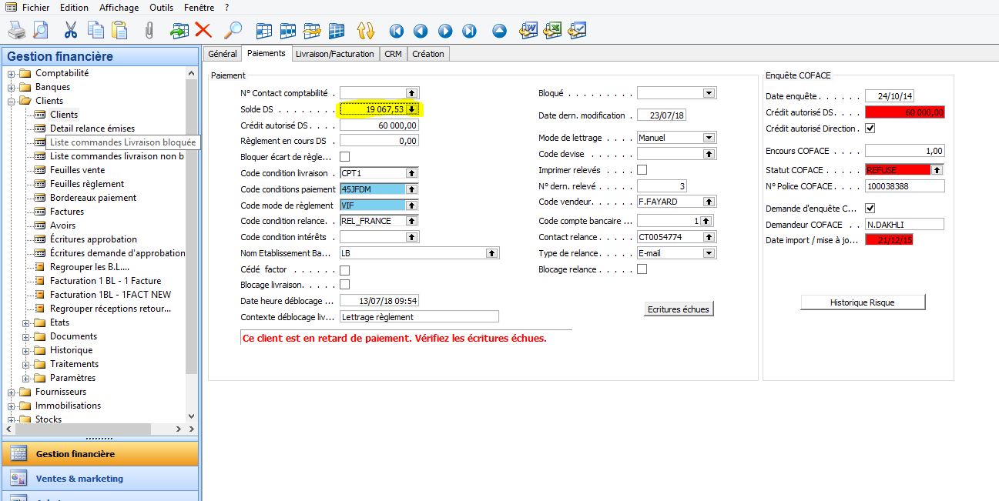 Fichier Edition Affichage Outils Fenêtre ?
Gestion financière
Comptabilité
Banques
Clients
Clients
Detail relance émises
Liste commandes Livraison bloquée
Liste commandes livraison non b
Feuilles vente
Feuilles règlement
Bordereaux paiement
Factures
Avoirs
Écritures approbation
Écritures demande d'approbation
Regrouper les B.L....
Facturation 1 BL - 1 Facture
Facturation 1BL - 1FACT NEW
Regrouper réceptions retour...
Etats
Documents
Historique
Traitements
Paramètres
Fournisseurs
Immobilisations
Stocks
Gestion financière
Ventes & marketing
Général Paiements Livraison/Facturation CRM Création
Paiement
N° Contact comptabilité .
Solde DS . . . . . . . . 19 067,53
Crédit autorisé DS. . . . 60 000,00
Règlement en cours DS . 0,00
Bloquer écart de règle...
Code condition livraison . CPT1
Code conditions paiement 45JFDM
Code mode de règlement VIF
Code condition relance. . REL_FRANCE
Code condition intérêts .
Nom Etablissement Ba... LB
Cédé factor . . . . . .
Blocage livraison. . . . .
Date heure déblocage ... 13/07/18 09:54
Contexte déblocage liv... Lettrage règlement
Ce client est en retard de paiement. Vérifiez les écritures échues.
Bloqué . . . . . . . . .
Date dern. modification . 23/07/18
Mode de lettrage . . . . Manuel
Code devise . . . . . .
Imprimer relevés . . . .
N° dern. relevé . . . . . 3
Code vendeur. . . . . . F.FAYARD
Code compte bancaire ... 1
Contact relance . . . . . CT0054774
Type de relance. . . . . E-mail
Blocage relance . . . . .
Ecritures échues
Enquête COFACE
Date enquête . . . . . 24/10/14
Crédit autorisé DS. . . . 60 000,00
Crédit autorisé Direction .
Encours COFACE . . . . 1,00
Statut COFACE . . . . . REFUSE
N° Police COFACE. . . . 100038388
Demande d'enquête C...
Demandeur COFACE . . N.DAKHLI
Date import / mise à jo... 21/12/15
Historique Risque